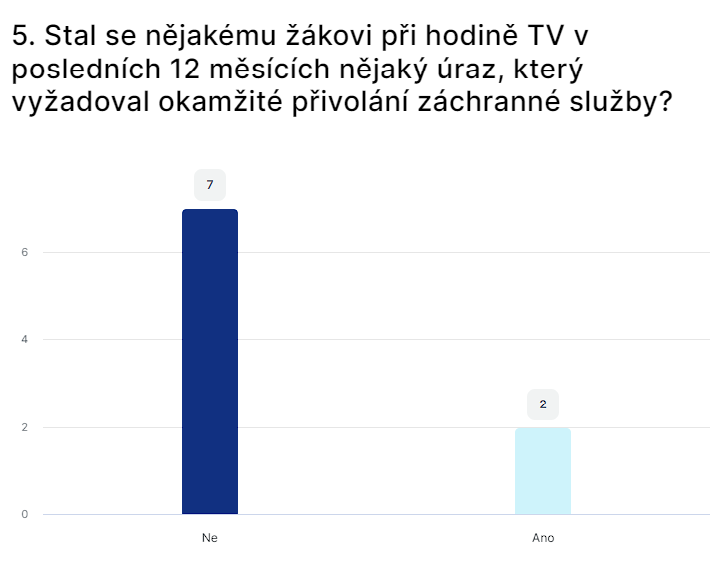 5. Stal se nějakému žákovi při hodině TV v
posledních 12 měsících nějaký úraz, který
vyžadoval okamžité přivolání záchranné služby?
7
6
4
2
2
0
Ne
Ano